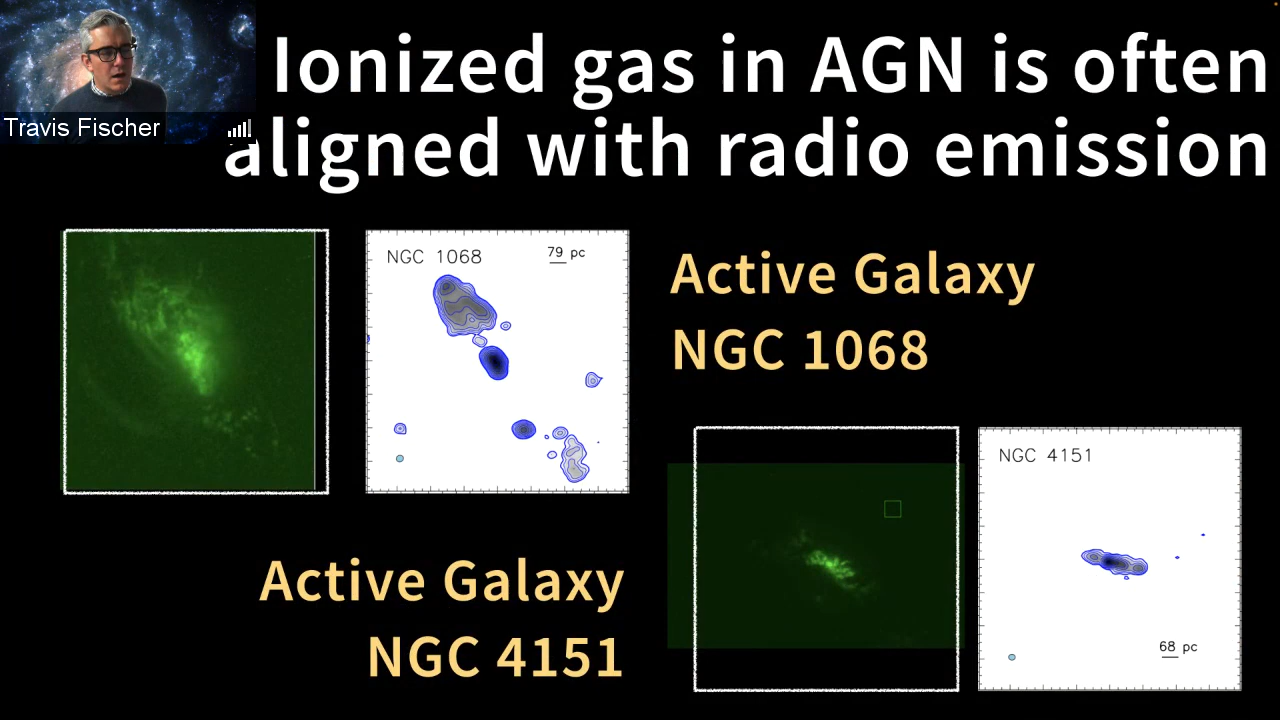 Ionized gas in AGN is often
aligned with radio emission
Travis Fischer
NGC 1068
79 pc
Active Galaxy
NGC 1068
NGC 4151
68 pc
Active Galaxy
NGC 4151